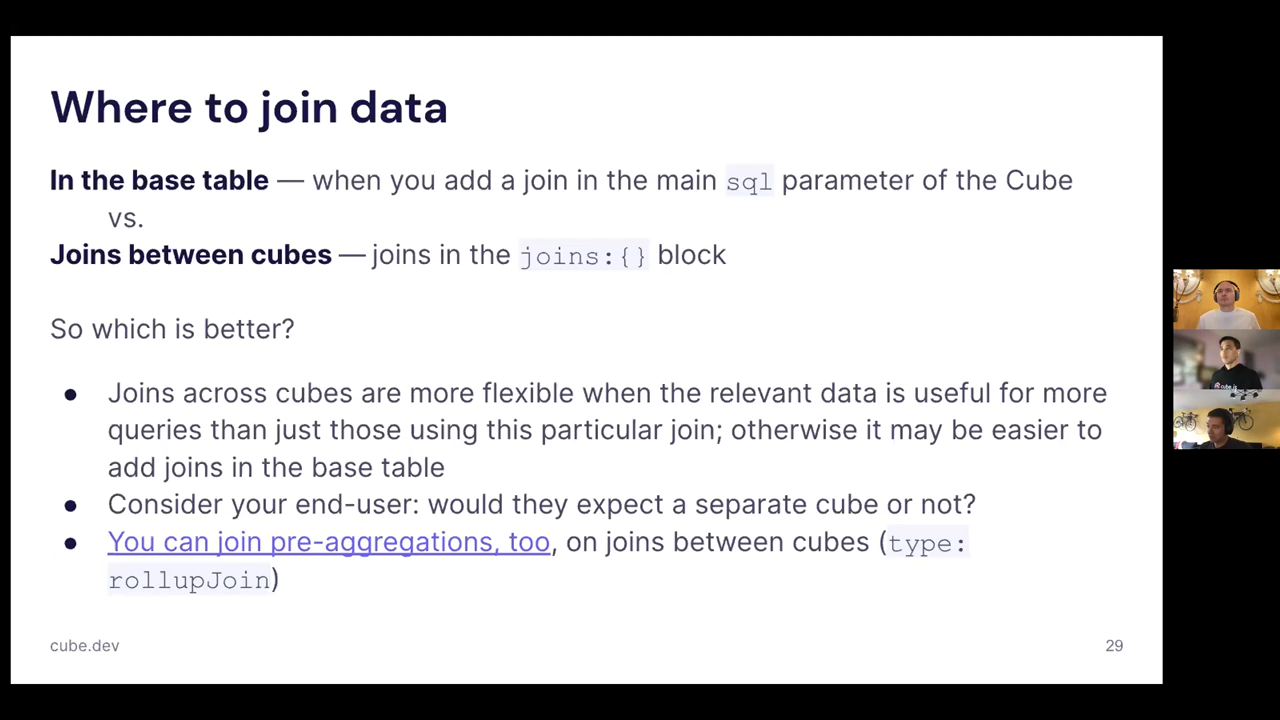 Where to join data
In the base table — when you add a join in the main sql parameter of the Cube
vs.
Joins between cubes — joins in the joins:{} block
So which is better?
● Joins across cubes are more flexible when the relevant data is useful for more
queries than just those using this particular join; otherwise it may be easier to
add joins in the base table
● Consider your end-user: would they expect a separate cube or not?
● You can join pre-aggregations, too, on joins between cubes (type:
rollupJoin)
cube.dev
29
cube.js